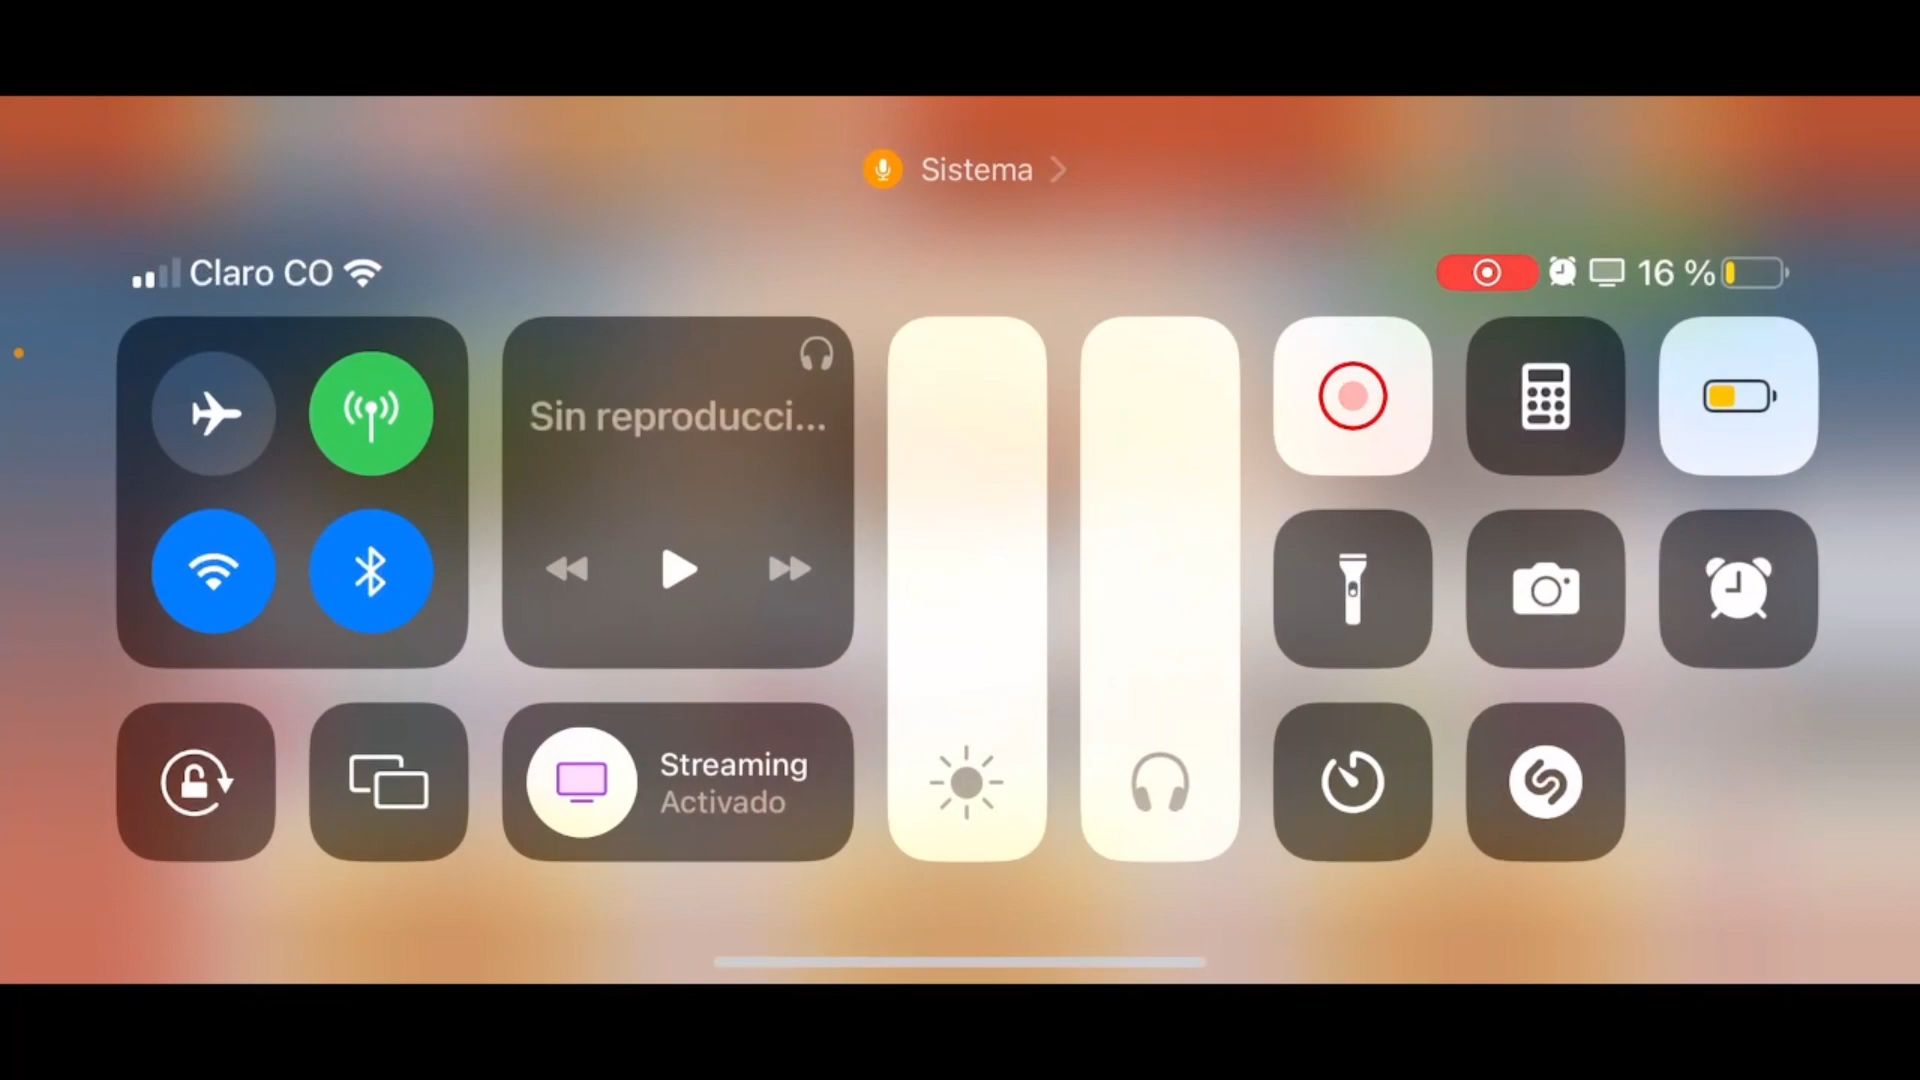 Sistema
Claro CO
16 %
Sin reproducci...
Streaming
Activado